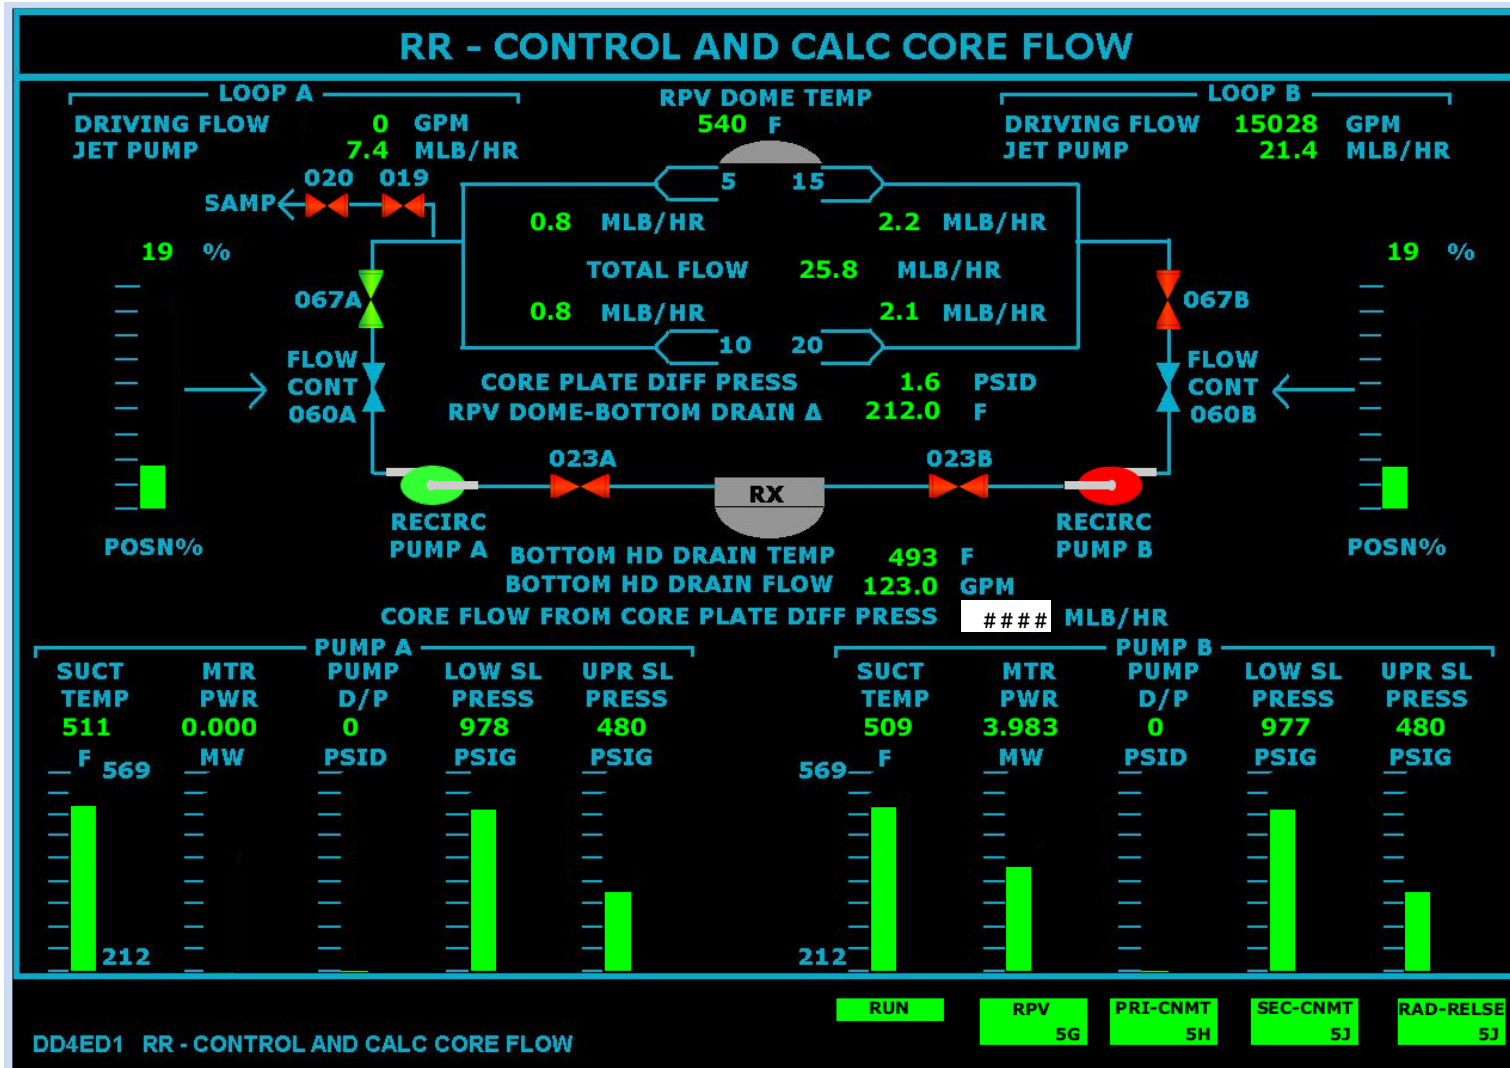 RR - CONTROL AND CALC CORE FLOW
LOOP A
DRIVING FLOW 0 GPM
JET PUMP 7.4 MLB/HR
RPV DOME TEMP
540 F
LOOP B
DRIVING FLOW 15028 GPM
JET PUMP 21.4 MLB/HR
020 019
SAMP
5 15
0.8 MLB/HR 2.2 MLB/HR
19 % 19 %
TOTAL FLOW 25.8 MLB/HR
067A 067B
0.8 MLB/HR 2.1 MLB/HR
10 20
FLOW
CONT
060A
FLOW
CONT
060B
CORE PLATE DIFF PRESS 1.6 PSID
RPV DOME-BOTTOM DRAIN Δ 212.0 F
023A 023B
RX
RECIRC
PUMP A
RECIRC
PUMP B
POSN% POSN%
BOTTOM HD DRAIN TEMP 493 F
BOTTOM HD DRAIN FLOW 123.0 GPM
CORE FLOW FROM CORE PLATE DIFF PRESS #### MLB/HR
PUMP A
SUCT MTR PUMP LOW SL UPR SL
TEMP PWR D/P PRESS PRESS
511 0.000 0 978 480
F MW PSID PSIG PSIG
569
212
PUMP B
SUCT MTR PUMP LOW SL UPR SL
TEMP PWR D/P PRESS PRESS
509 3.983 0 977 480
F MW PSID PSIG PSIG
569
212
RUN RPV PRI-CNMT SEC-CNMT RAD-RELSE
5G 5H 5J 5J
DD4ED1 RR - CONTROL AND CALC CORE FLOW